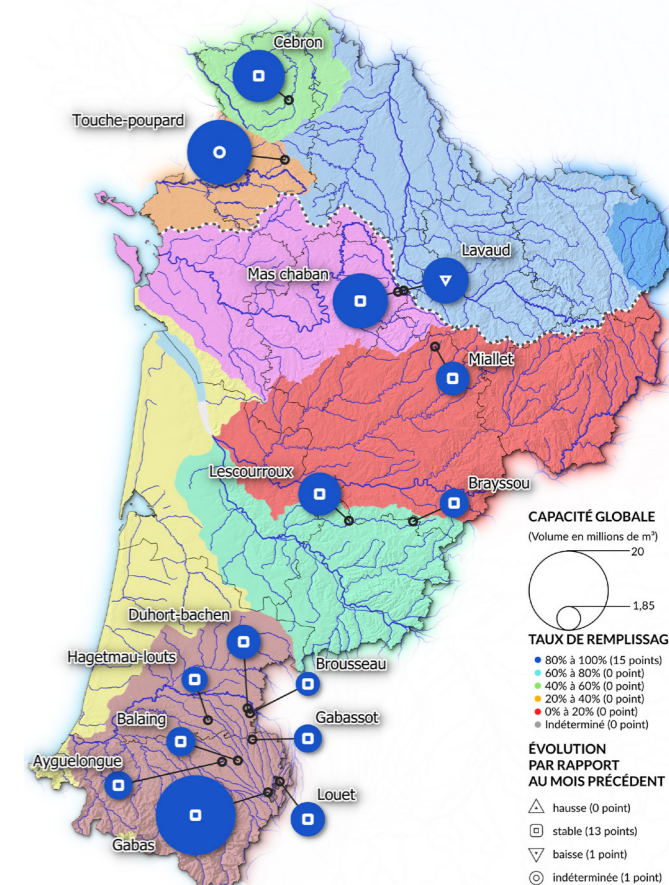 Cebron
Touche-poupard
Lavaud
Mas chaban
Miallet
Lescourroux
Brayssou
CAPACITÉ GLOBALE
(Volume en millions de m³)
20
1,85
TAUX DE REMPLISSAG
80% à 100% (15 points)
60% à 80% (0 point)
40% à 60% (0 point)
20% à 40% (0 point)
0% à 20% (0 point)
Indéterminé (0 point)
Duhort-bachen
Hagetmau-louts
Brousseau
Balaing
Gabassot
Ayguelongue
Louet
Gabas
ÉVOLUTION
PAR RAPPORT
AU MOIS PRÉCÉDENT
hausse (0 point)
stable (13 points)
baisse (1 point)
indéterminée (1 point)